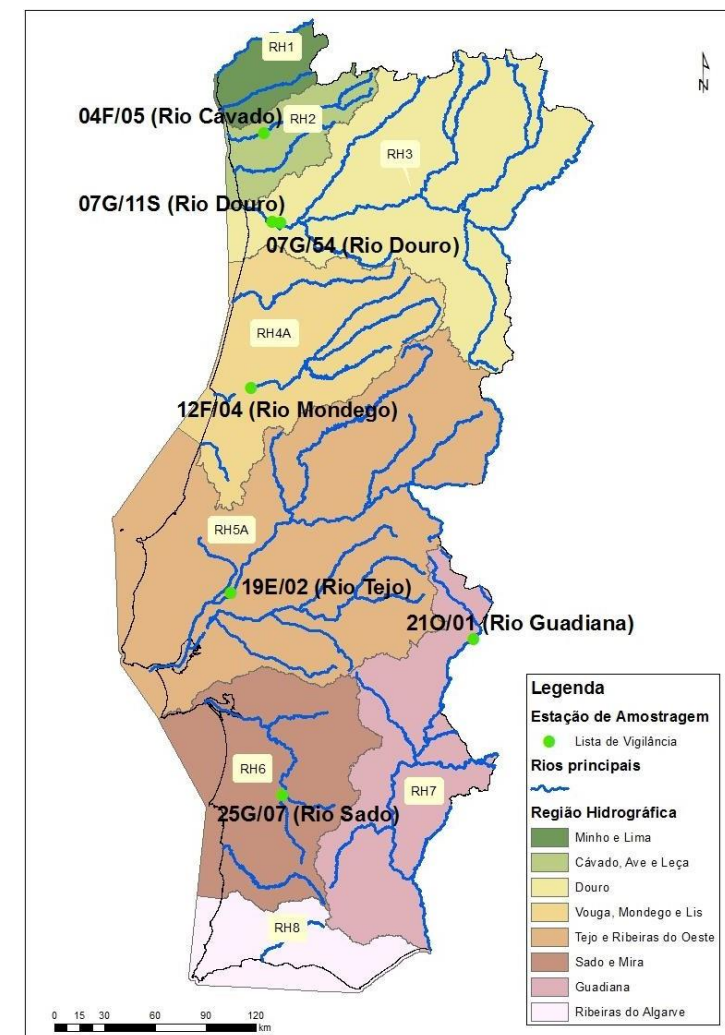 RH1
N
04F/05 (Rio Cávado)
RH2
RH3
07G/11S (Rio Douro)
07G/54 (Rio Douro)
RH4A
12F/04 (Rio Mondego)
RH5A
19E/02 (Rio Tejo)
21O/01 (Rio Guadiana)
RH6
RH7
25G/07 (Rio Sado)
RH8
Legenda
Estação de Amostragem
Lista de Vigilância
Rios principais
Região Hidrográfica
Minho e Lima
Cávado, Ave e Leça
Douro
Vouga, Mondego e Lis
Tejo e Ribeiras do Oeste
Sado e Mira
Guadiana
Ribeiras do Algarve
0 15 30 60 90 120
km